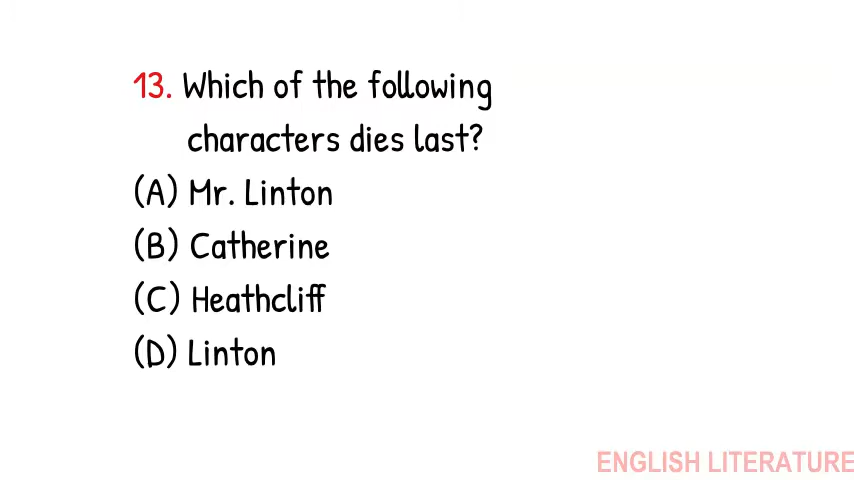 13. Which of the following
characters dies last?
(A) Mr. Linton
(B) Catherine
(C) Heathcliff
(D) Linton
ENGLISH LITERATURE